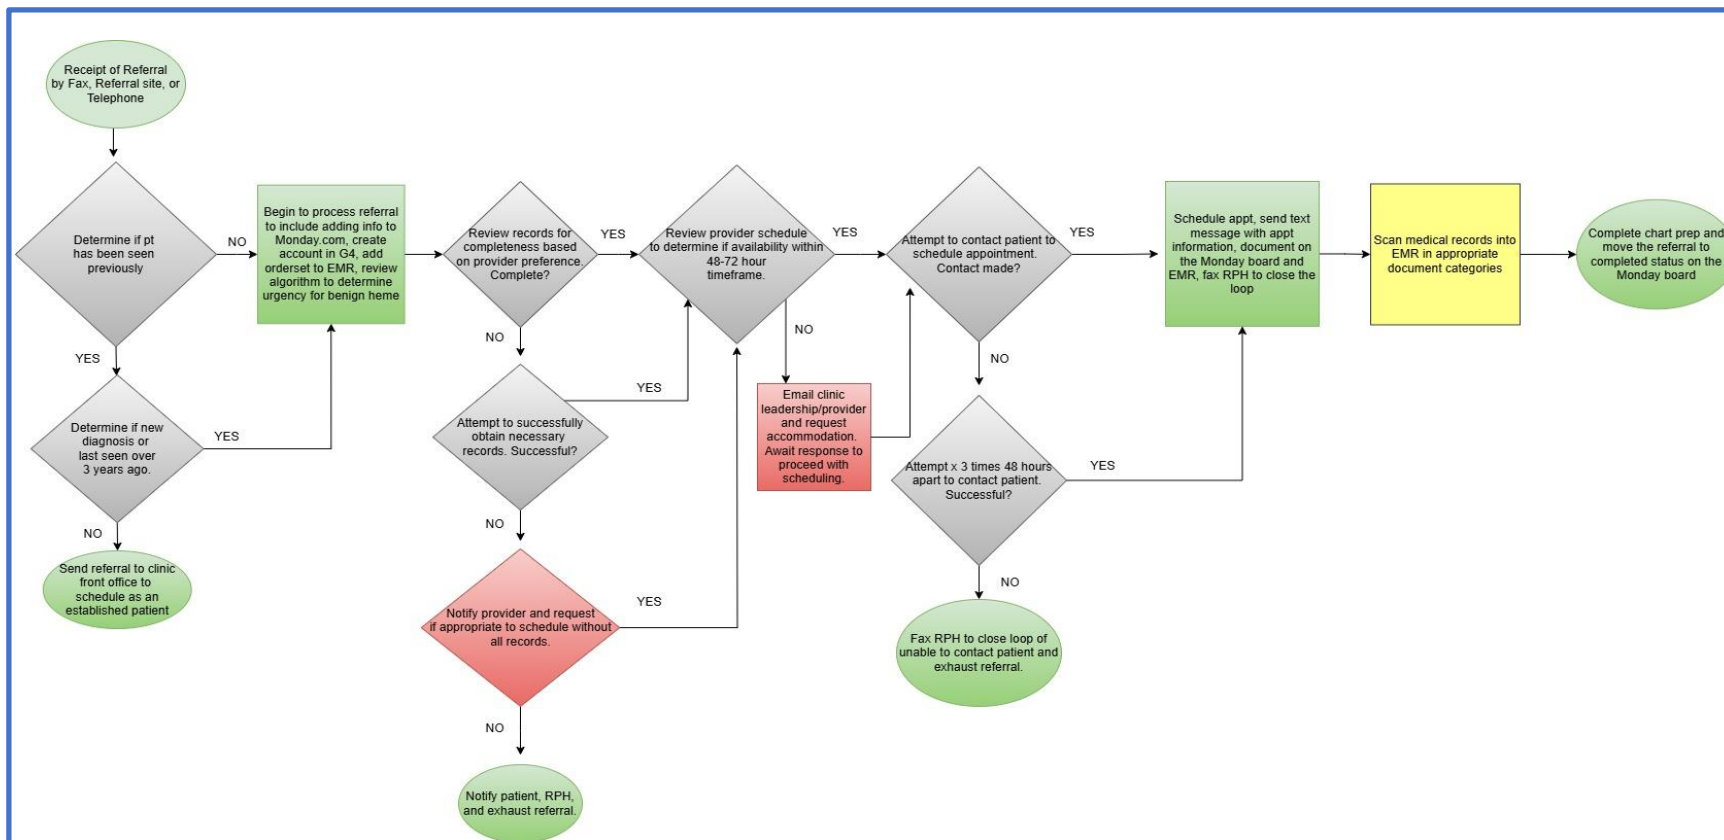 Receipt of Referral
by Fax, Referral site, or
Telephone
Determine if pt
has been seen
previously
NO
YES
Determine if new
diagnosis or
last seen over
3 years ago.
YES
NO
Send referral to clinic
front office to
schedule as an
established patient
Begin to process referral
to include adding info to
Monday.com, create
account in G4, add
orderset to EMR, review
algorithm to determine
urgency for benign heme
Review records for
completeness based
on provider preference.
Complete?
YES
NO
Attempt to successfully
obtain necessary
records. Successful?
YES
NO
Notify provider and request
if appropriate to schedule without
all records.
YES
NO
Notify patient, RPH,
and exhaust referral.
Review provider schedule
to determine if availability within
48-72 hour
timeframe.
YES
NO
Email clinic
leadership/provider
and request
accommodation.
Await response to
proceed with
scheduling.
Attempt to contact patient to
schedule appointment.
Contact made?
YES
NO
Attempt x 3 times 48 hours
apart to contact patient.
Successful?
YES
NO
Fax RPH to close loop of
unable to contact patient and
exhaust referral.
Schedule appt, send text
message with appt
information, document on
the Monday board and
EMR, fax RPH to close the
loop
Scan medical records into
EMR in appropriate
document categories
Complete chart prep and
move the referral to
completed status on the
Monday board